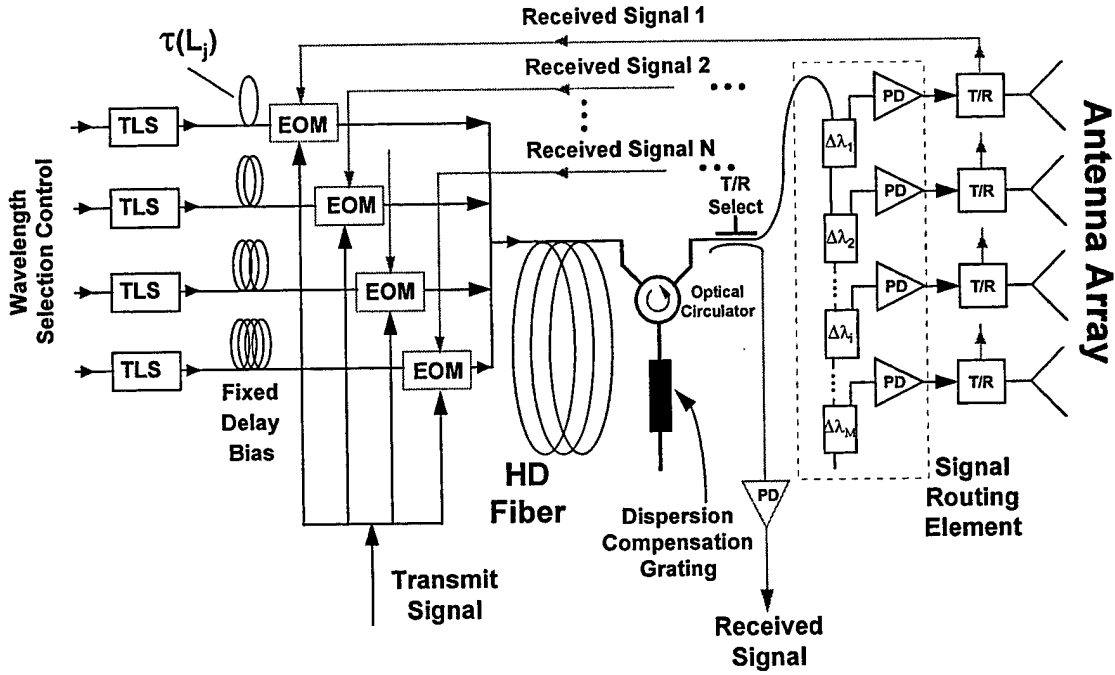 Received Signal 1
τ(Lj)
Received Signal 2
Received Signal N
TLS
TLS
TLS
TLS
EOM
EOM
EOM
EOM
Wavelength
Selection Control
Fixed
Delay
Bias
T/R
Select
Optical
Circulator
HD
Fiber
Dispersion
Compensation
Grating
Transmit
Signal
PD
Received
Signal
Δλ1
Δλ2
Δλi
ΔλM
PD
PD
PD
PD
T/R
T/R
T/R
T/R
Signal
Routing
Element
Antenna Array